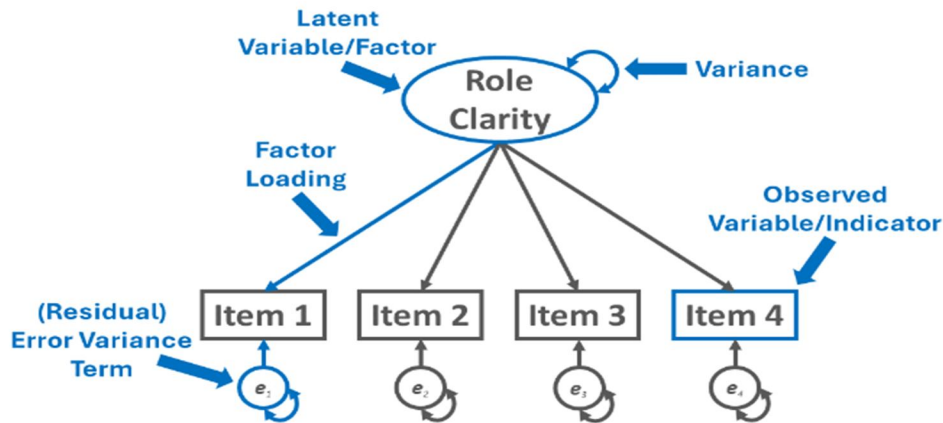 Latent
Variable/Factor
Role
Clarity
Variance
Factor
Loading
Observed
Variable/Indicator
Item 1
Item 2
Item 3
Item 4
(Residual)
Error Variance
Term
e₁
e₂
e₃
e₄